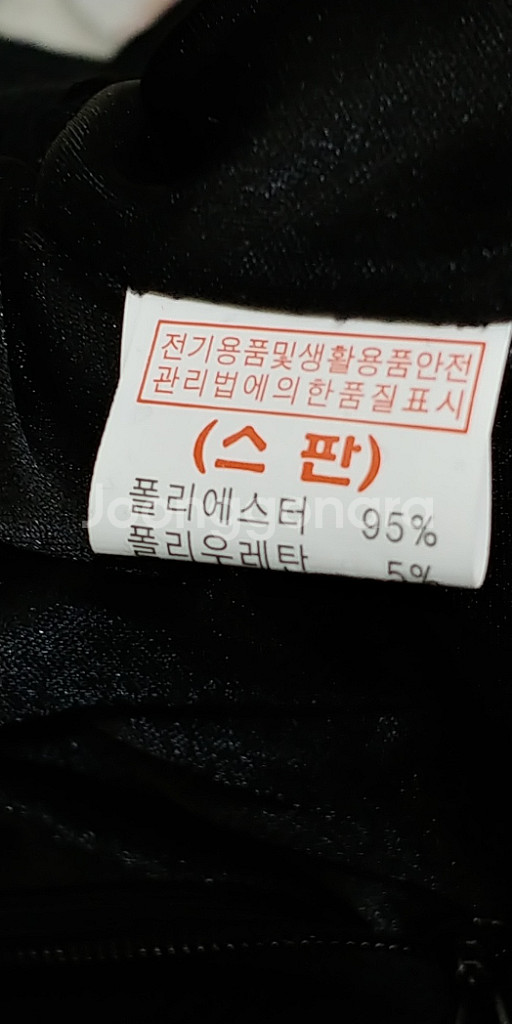 전기용품및생활용품안전
관리법에의한품질표시
(스 판)
폴리에스터 95%
Joonggonara
폴리우레탄 5%